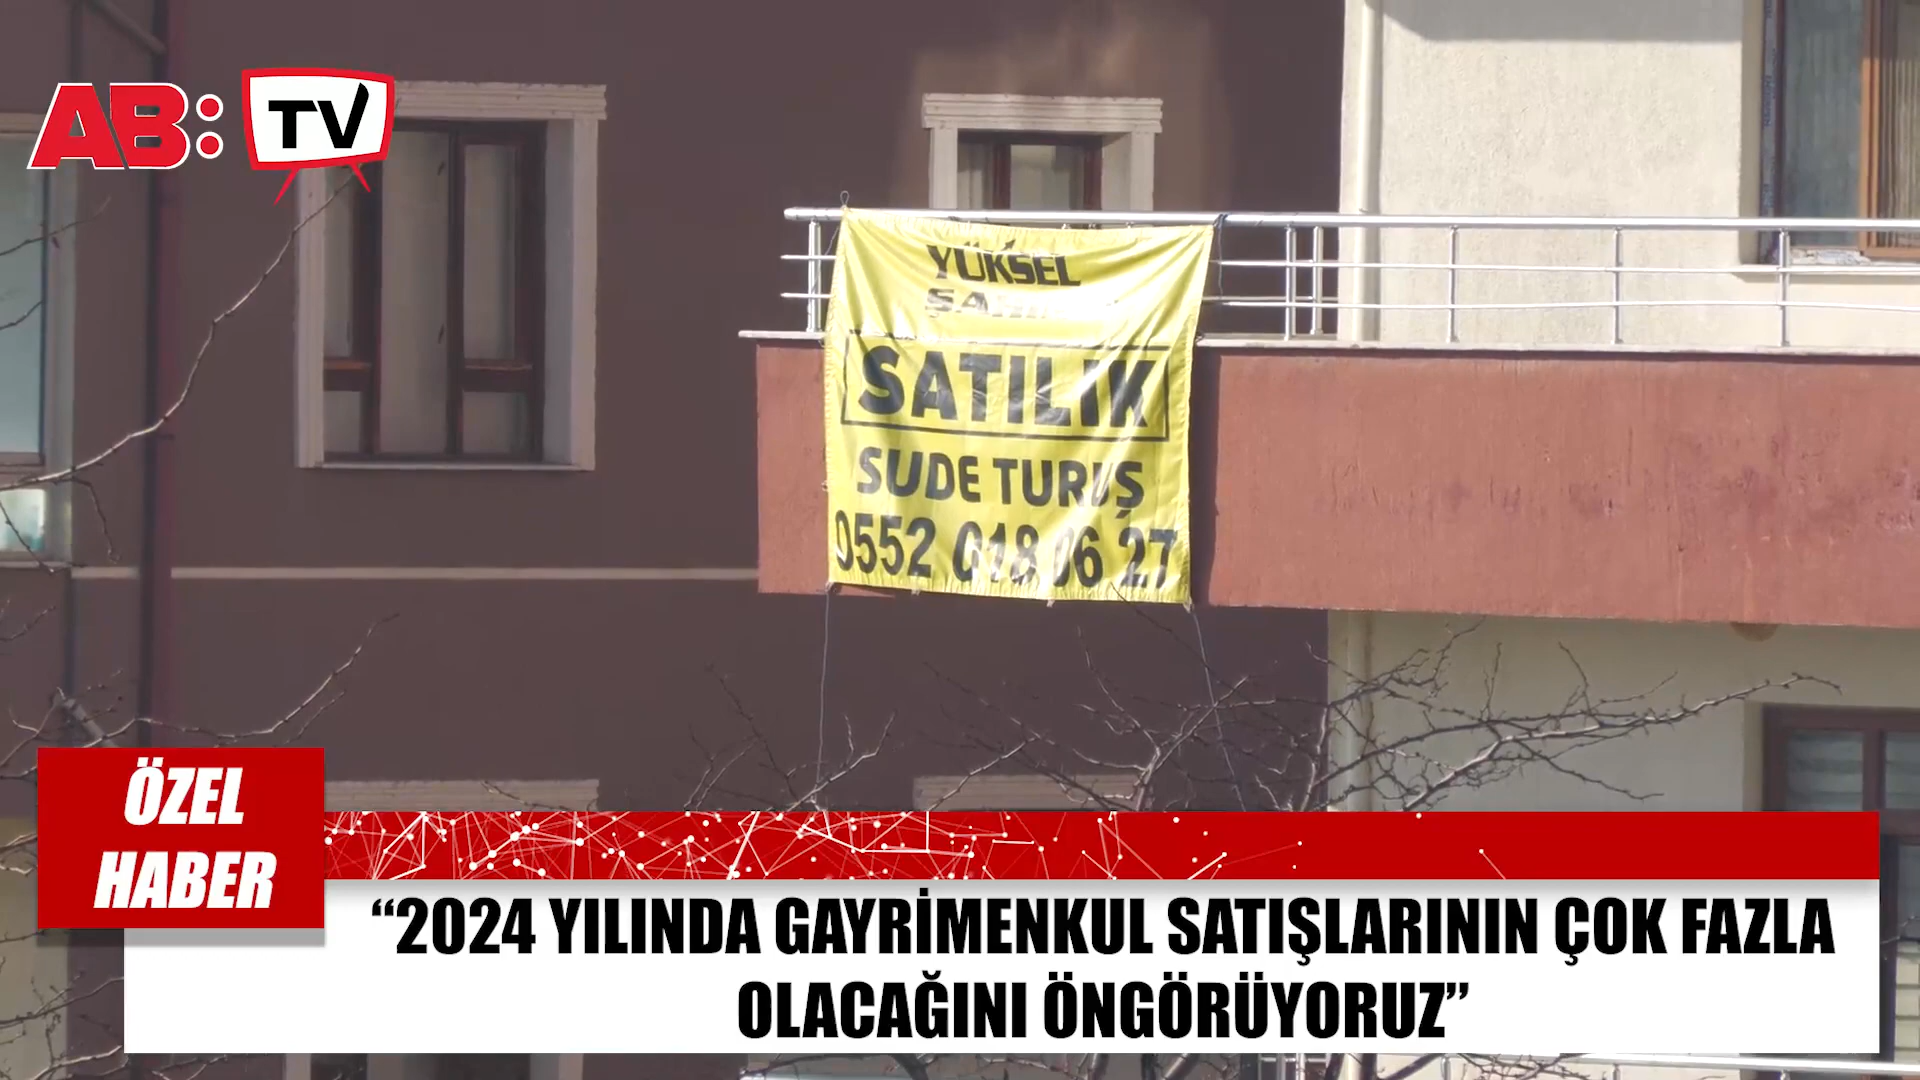 AB:
TV
YÜKSEL
SATILIK
SUDE TURUŞ
0552 018 06 27
ÖZEL
HABER
“2024 YILINDA GAYRİMENKUL SATIŞLARININ ÇOK FAZLA
OLACAĞINI ÖNGÖRÜYORUZ”